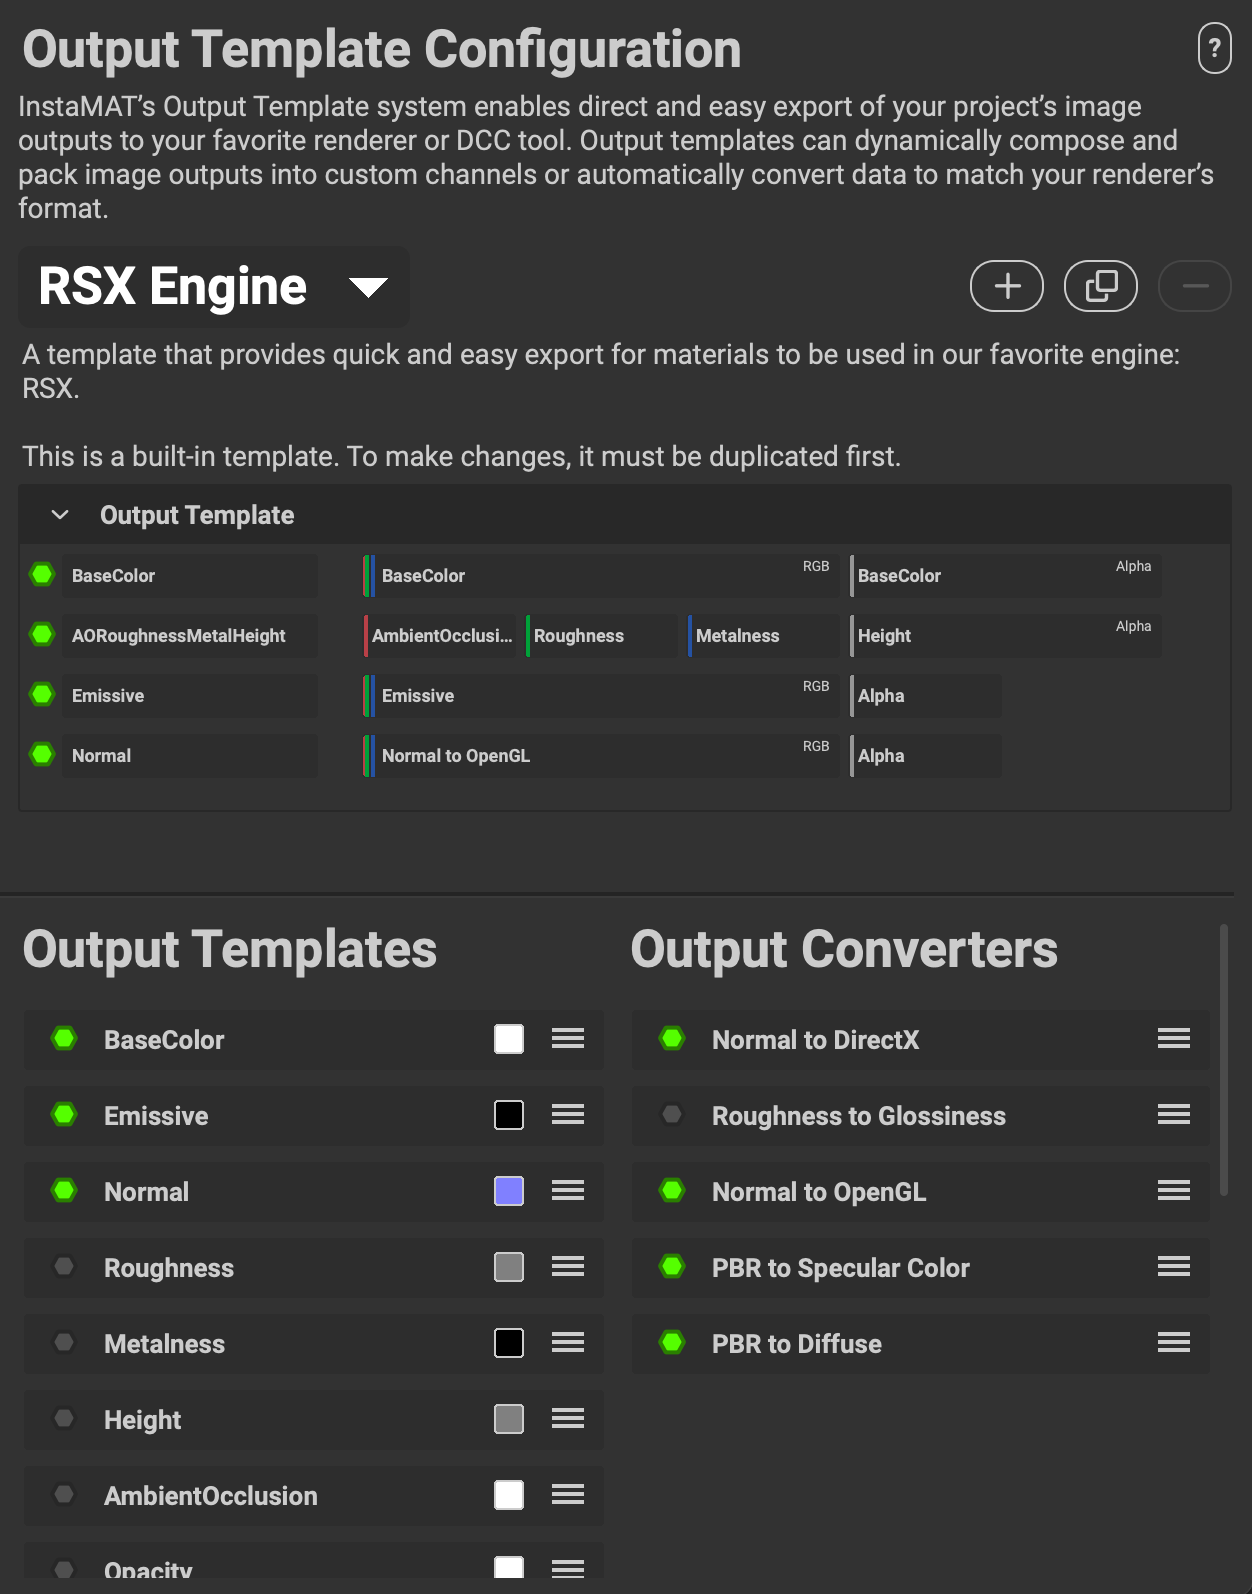 Output Template Configuration
?
InstaMAT's Output Template system enables direct and easy export of your project's image
outputs to your favorite renderer or DCC tool. Output templates can dynamically compose and
pack image outputs into custom channels or automatically convert data to match your renderer's
format.
RSX Engine
A template that provides quick and easy export for materials to be used in our favorite engine:
RSX.
This is a built-in template. To make changes, it must be duplicated first.
Output Template
BaseColor BaseColor RGB BaseColor Alpha
AORoughnessMetalHeight AmbientOcclusi... Roughness Metalness Height Alpha
Emissive Emissive RGB Alpha
Normal Normal to OpenGL RGB Alpha
Output Templates
BaseColor
Emissive
Normal
Roughness
Metalness
Height
AmbientOcclusion
Opacity
Output Converters
Normal to DirectX
Roughness to Glossiness
Normal to OpenGL
PBR to Specular Color
PBR to Diffuse